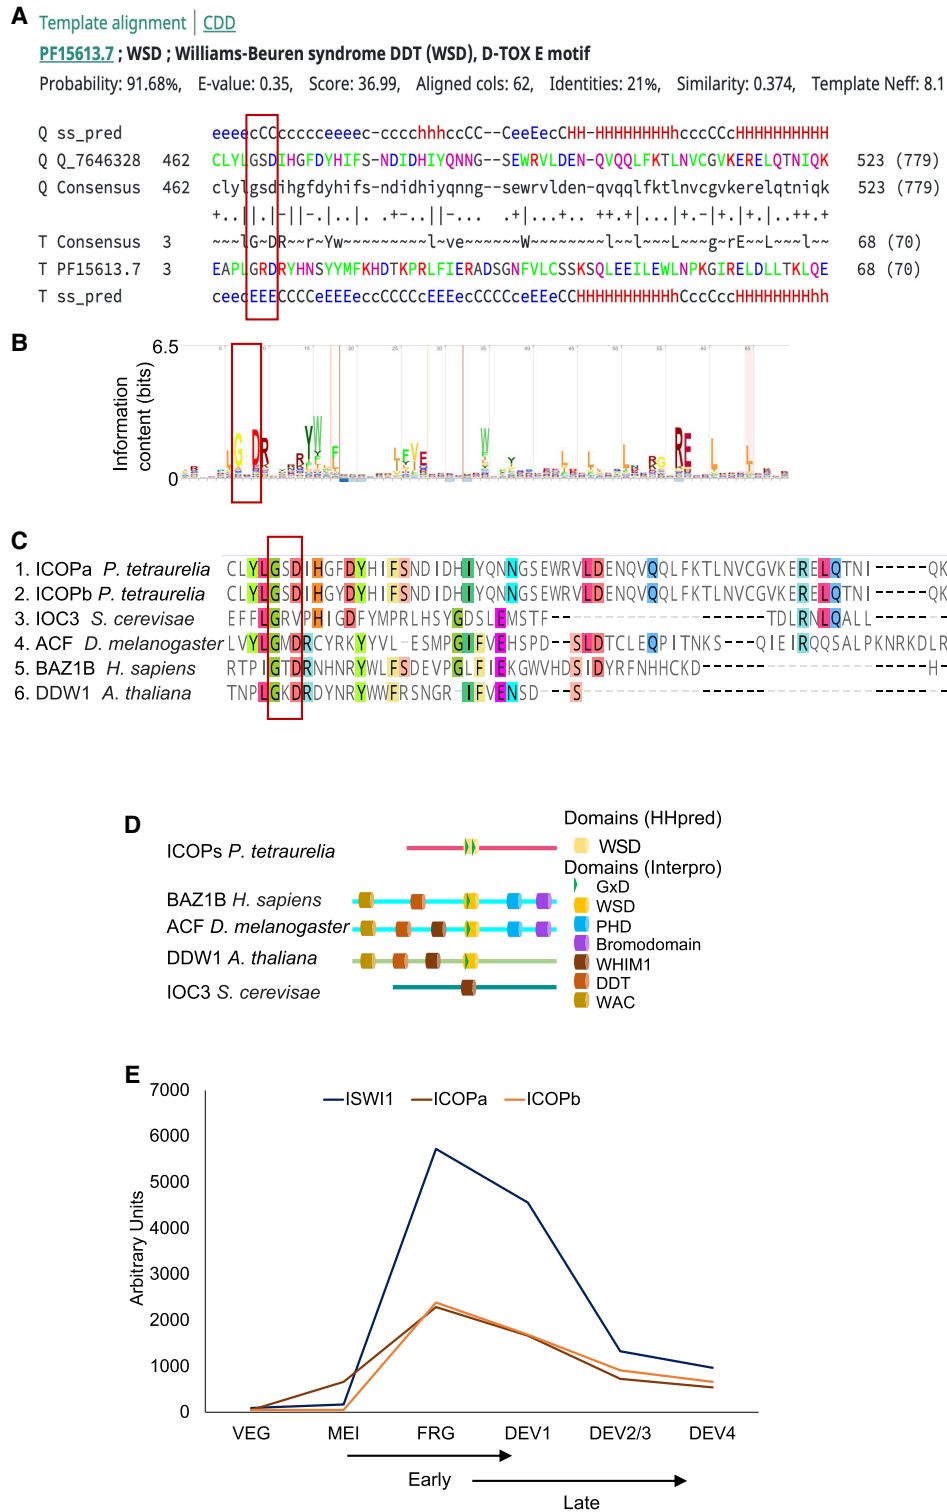 A
Template alignment | CDD
PF15613.7 ; WSD ; Williams-Beuren syndrome DDT (WSD), D-TOX E motif
Probability: 91.68%, E-value: 0.35, Score: 36.99, Aligned cols: 62, Identities: 21%, Similarity: 0.374, Template Neff: 8.1
Q ss_pred eeeecCCcccccceeeec-cccchhhccCC--CeeEecCHH-HHHHHHHHhcccCCccHHHHHHHHHH
Q Q_7646328 462 CLYLGSDIHGFDYHIFS-NDIDHIYQNNG--SEWRVLDEN-QVQQLFKTLNVCGVKERELQTNIQK 523 (779)
Q Consensus 462 clylgsdihgfdyhifs-ndidhiyqnng--sewrvlden-qvqqlfktlnvcgvkerelqtniqk 523 (779)
T Consensus 3 ~~~lG~DR~~r~Yw~~~~~~~~l~ve~~~~~~W~~~~~~~~~l~~l~~~L~~~g~rE~~L~~~l~~ 68 (70)
T PF15613.7 3 EAPLGRDRYHNSYYMFKHDTKPRLFIERADSGNFVLCSSKSQLEEILEWLNPKGIRELDLLTKLQE 68 (70)
T ss_pred ceecEEECCCCeEEEeccCCCCceEEEecCCCCceEEeCCHHHHHHHHHHhCccCccHHHHHHHHHhh
B
6.5
Information
content (bits)
0
C
1. ICOPa P. tetraurelia CLYLGSDIHGFDYHIFSNDIDHIYQNNGSEWRVLDENQVQQLFKTLNVCGVKERELQTNI-----QK
2. ICOPb P. tetraurelia CLYLGSDIHGYDYHIFSNDIDHIYQNNGSEWRVLDENQVQQLFKTLNVCGVKERELQTNI-----QK
3. IOC3 S. cerevisae EFFLGRVPHIGDFYMPRLHSYGDSLEMSTF TDLRNLQALL
4. ACF D. melanogaster LVYLGMDRCYRKYYVL-ESMPGIFVEHSPD--SLDTCLEQPITNKS---QIEIRQQSALPKNRKDLR
5. BAZ1B H. sapiens RTPIGTDRNHNRYWLFSDEVPGLFIEKGWVHDSIDYRFNHHCKD H
6. DDW1 A. thaliana TNPLGKDRDYNRYWWFRSNGR-IFVENSD--S
D
Domains (HHpred)
ICOPs P. tetraurelia
WSD
Domains (Interpro)
GxD
BAZ1B H. sapiens
WSD
PHD
ACF D. melanogaster
Bromodomain
DDW1 A. thaliana
WHIM1
DDT
IOC3 S. cerevisae
WAC
E
7000
ISWI1 ICOPa ICOPb
6000
5000
4000
3000
2000
1000
0
Arbitrary Units
VEG MEI FRG DEV1 DEV2/3 DEV4
Early
Late